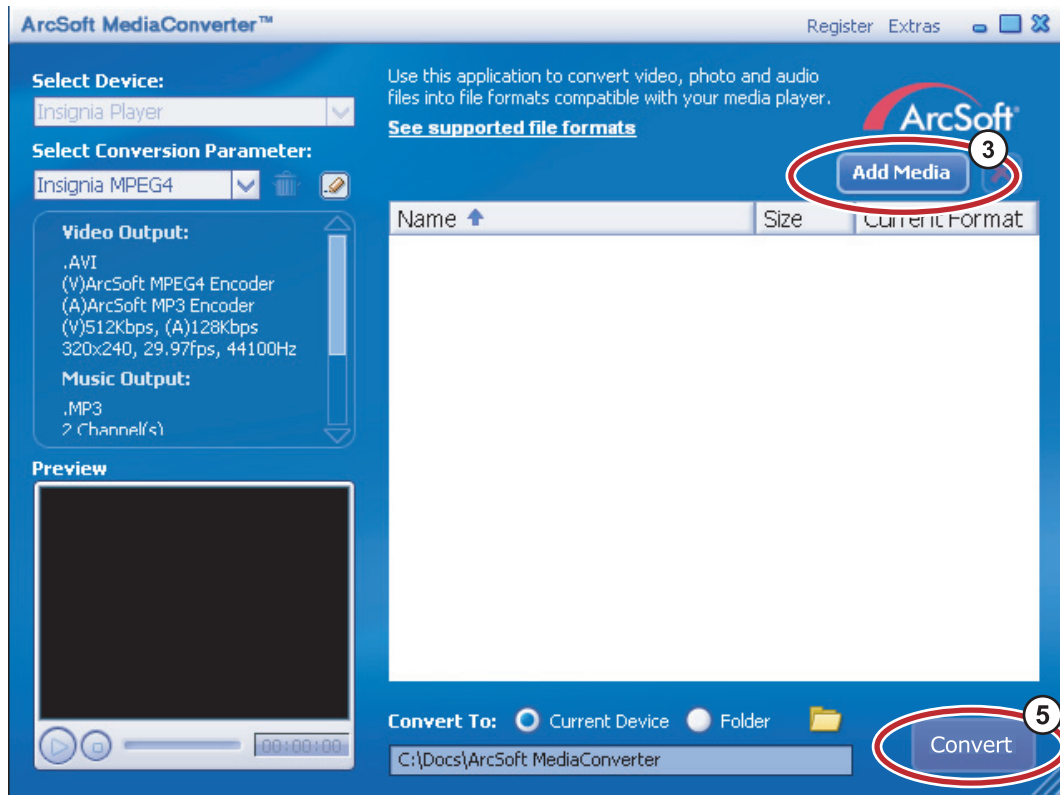 ArcSoft MediaConverter™
Register Extras
Select Device:
Insignia Player
Select Conversion Parameter:
Insignia MPEG4
Video Output:
.AVI
(V)ArcSoft MPEG4 Encoder
(A)ArcSoft MP3 Encoder
(V)512Kbps, (A)128Kbps
320x240, 29.97fps, 44100Hz
Music Output:
.MP3
2 Channel(s)
Preview
00:00:00
Use this application to convert video, photo and audio
files into file formats compatible with your media player.
See supported file formats
ArcSoft
3
Add Media
Name Size Current Format
Convert To: Current Device Folder
C:\Docs\ArcSoft MediaConverter
5
Convert